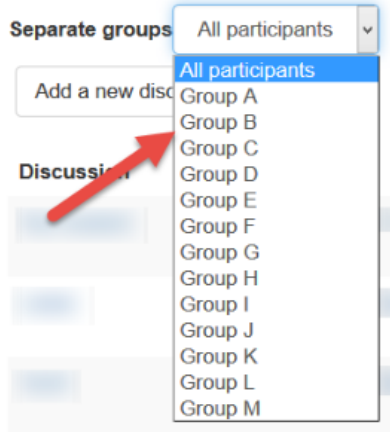 Separate groups All participants
All participants
Add a new disc
Group A
Group B
Group C
Discussion
Group D
Group E
Group F
Group G
Group H
Group I
Group J
Group K
Group L
Group M